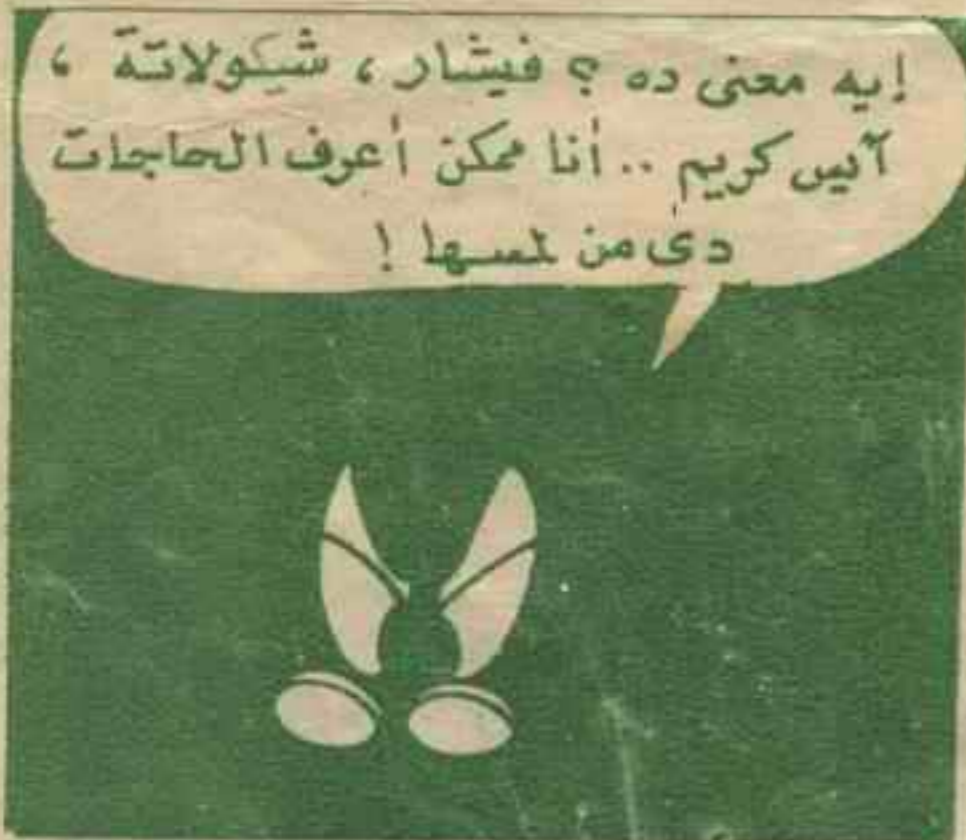 إيه معنى ده ؟ فيشار ، شيكولاتة ،
آيس كريم .. أنا ممكن أعرف الحاجات
دى من لمسها !